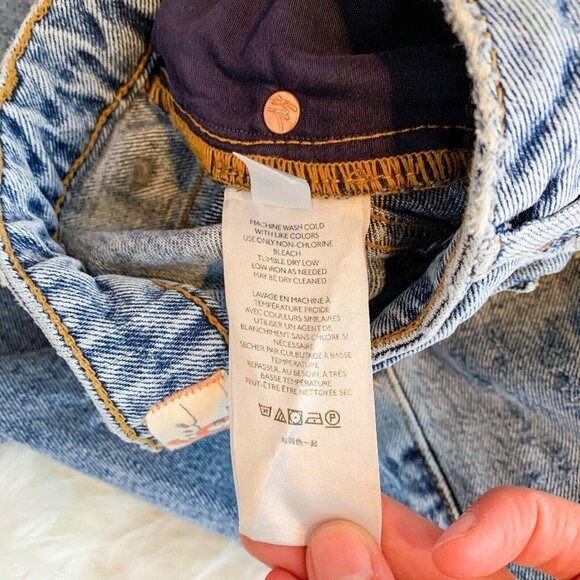 MACHINE WASH COLD
WITH LIKE COLORS
USE ONLY NON-CHLORINE
BLEACH
TUMBLE DRY LOW
LOW IRON AS NEEDED
MAY BE DRY CLEANED
LAVAGE EN MACHINE À
TEMPÉRATURE FROIDE
AVEC COULEURS SIMILAIRES
UTILISER UN AGENT DE
BLANCHIMENT SANS CHLORE SI
NÉCESSAIRE
SÉCHER PAR CULBUTAGE À BASSE
TEMPÉRATURE
REPASSER, AU BESOIN, À TRÈS
BASSE TEMPÉRATURE
PEUT-ÊTRE ÊTRE NETTOYÉE SEC
P
与同色一起